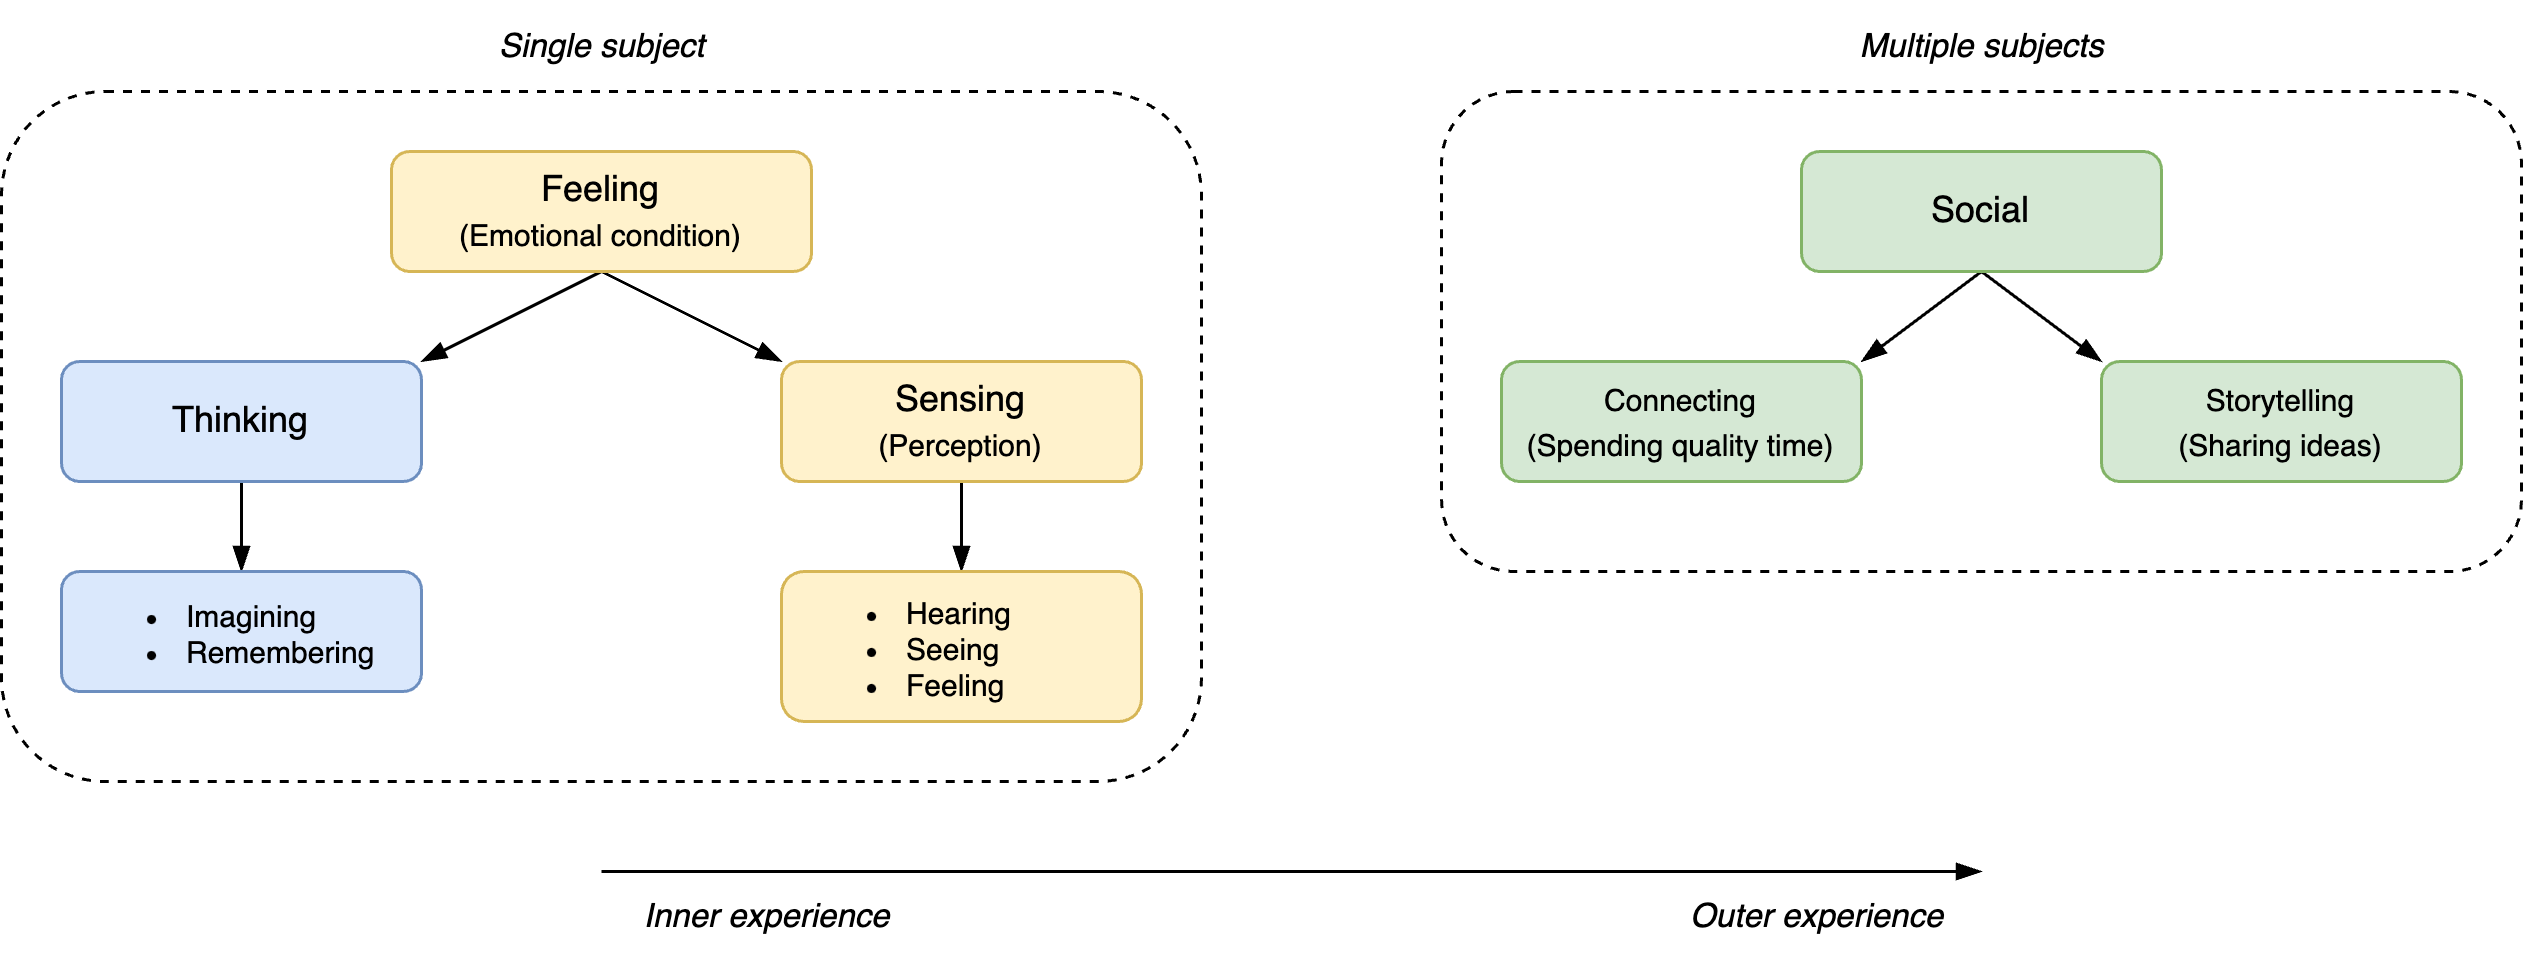 Single subject
Multiple subjects
Feeling
(Emotional condition)
Social
Thinking
Sensing
(Perception)
Connecting
(Spending quality time)
Storytelling
(Sharing ideas)
• Imagining
• Remembering
• Hearing
• Seeing
• Feeling
Inner experience
Outer experience